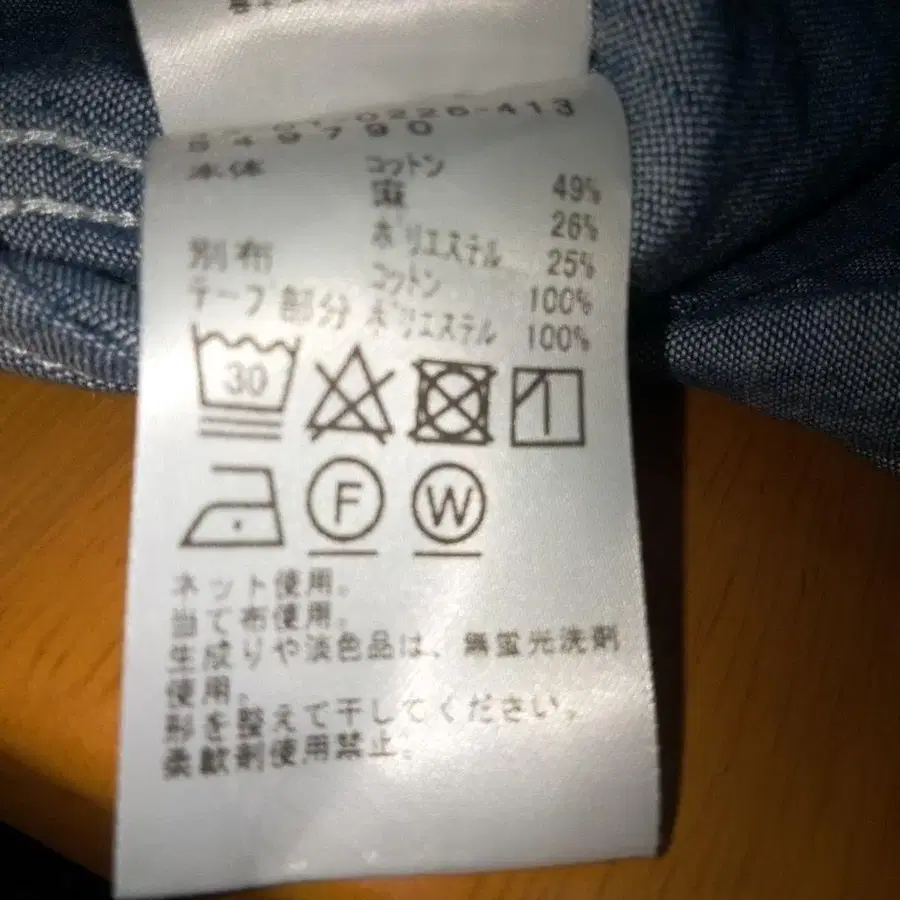 0226-413
549790
本体 コットン 49%
麻 26%
ポリエステル 25%
別布 コットン 100%
テープ部分 ポリエステル 100%
30
F W
ネット使用。
当て布使用。
生成りや淡色品は、無蛍光洗剤
使用。
形を整えて干してください。
柔軟剤使用禁止。